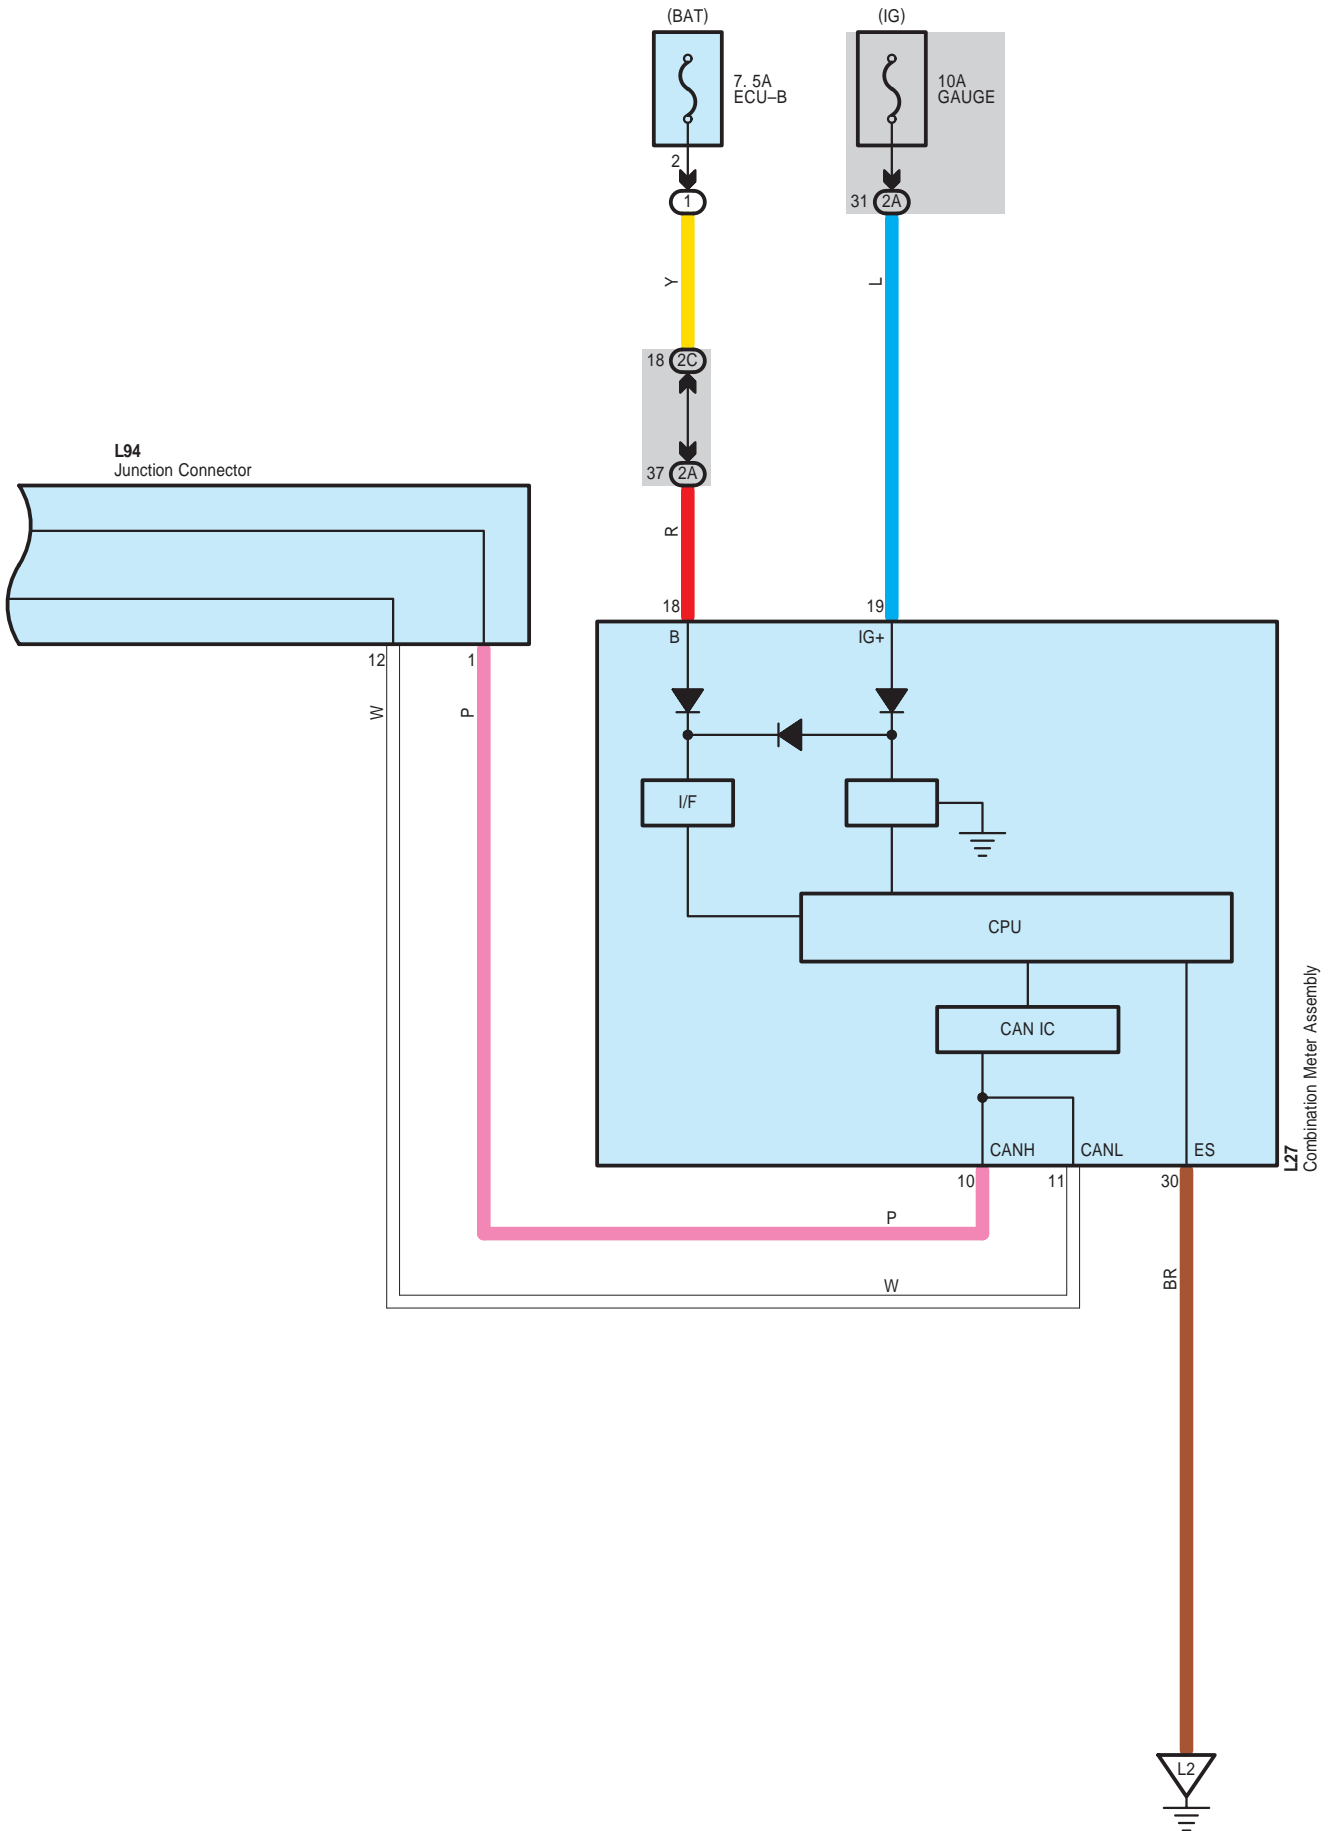 (BAT)
(IG)
7. 5A
ECU–B
10A
GAUGE
2
1
31
2A
Y
L
18
2C
37
2A
L94
Junction Connector
R
18
19
B
IG+
12
1
W
P
I/F
CPU
CAN IC
CANH
CANL
ES
10
11
30
L27
Combination Meter Assembly
P
W
BR
L2